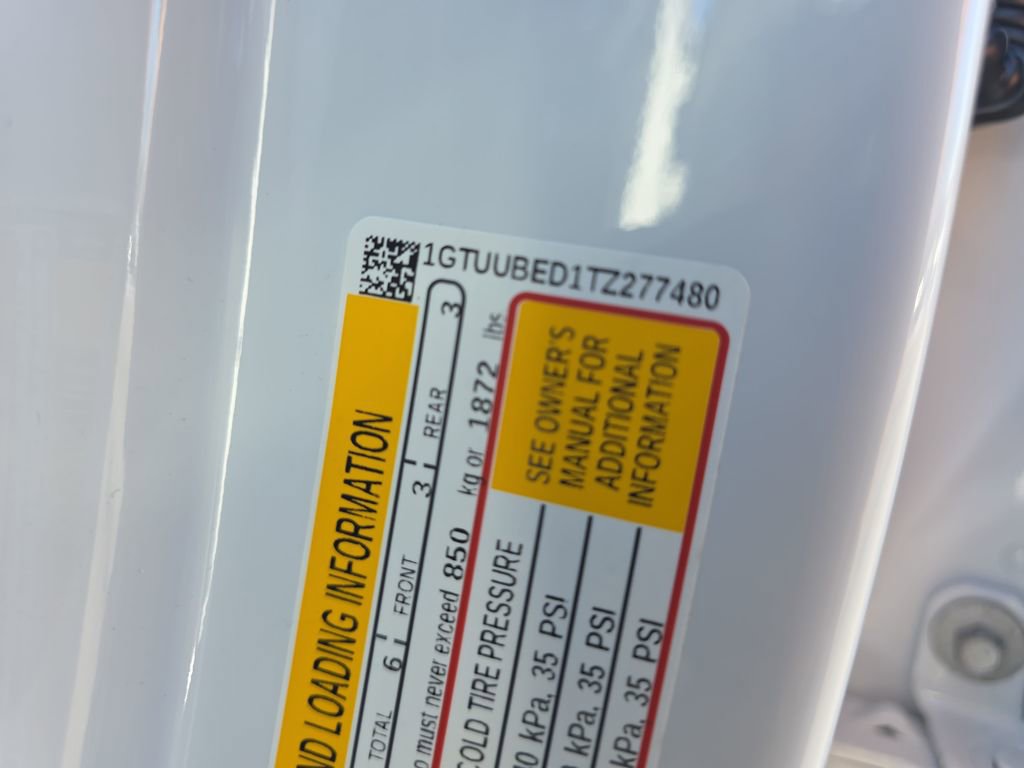 1GTUUBED1TZ277480
ND LOADING INFORMATION
TOTAL 6 FRONT 3 REAR 3
must never exceed 850 kg or 1872 lbs
COLD TIRE PRESSURE
SEE OWNER'S
MANUAL FOR
ADDITIONAL
INFORMATION
kPa, 35 PSI
kPa, 35 PSI
kPa, 35 PSI